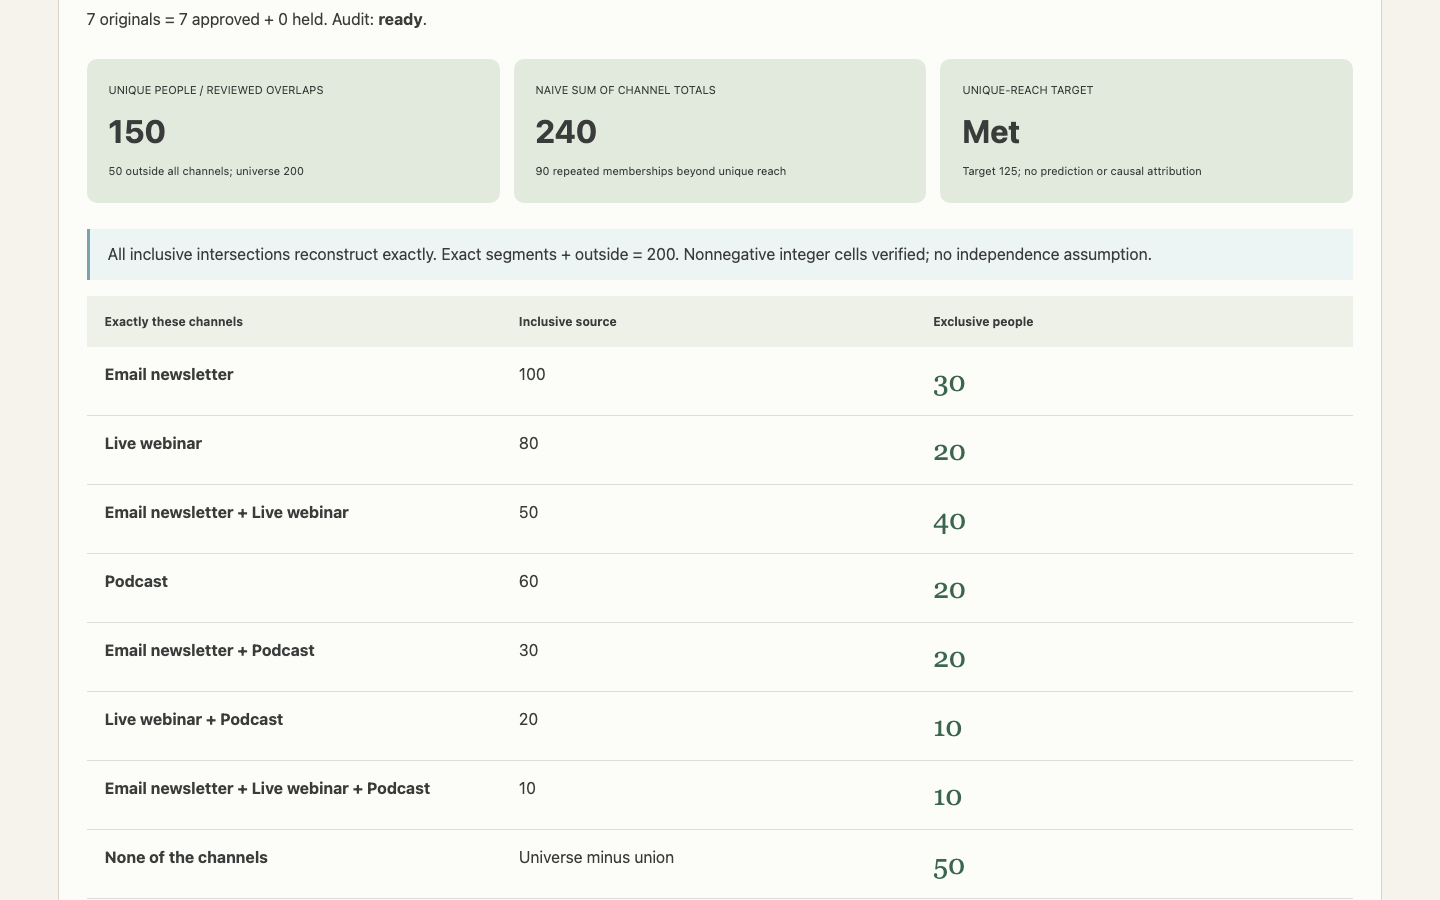 7 originals = 7 approved + 0 held. Audit: ready.
UNIQUE PEOPLE / REVIEWED OVERLAPS
150
50 outside all channels; universe 200
NAIVE SUM OF CHANNEL TOTALS
240
90 repeated memberships beyond unique reach
UNIQUE-REACH TARGET
Met
Target 125; no prediction or causal attribution
All inclusive intersections reconstruct exactly. Exact segments + outside = 200. Nonnegative integer cells verified; no independence assumption.
Exactly these channels Inclusive source Exclusive people
Email newsletter 100 30
Live webinar 80 20
Email newsletter + Live webinar 50 40
Podcast 60 20
Email newsletter + Podcast 30 20
Live webinar + Podcast 20 10
Email newsletter + Live webinar + Podcast 10 10
None of the channels Universe minus union 50